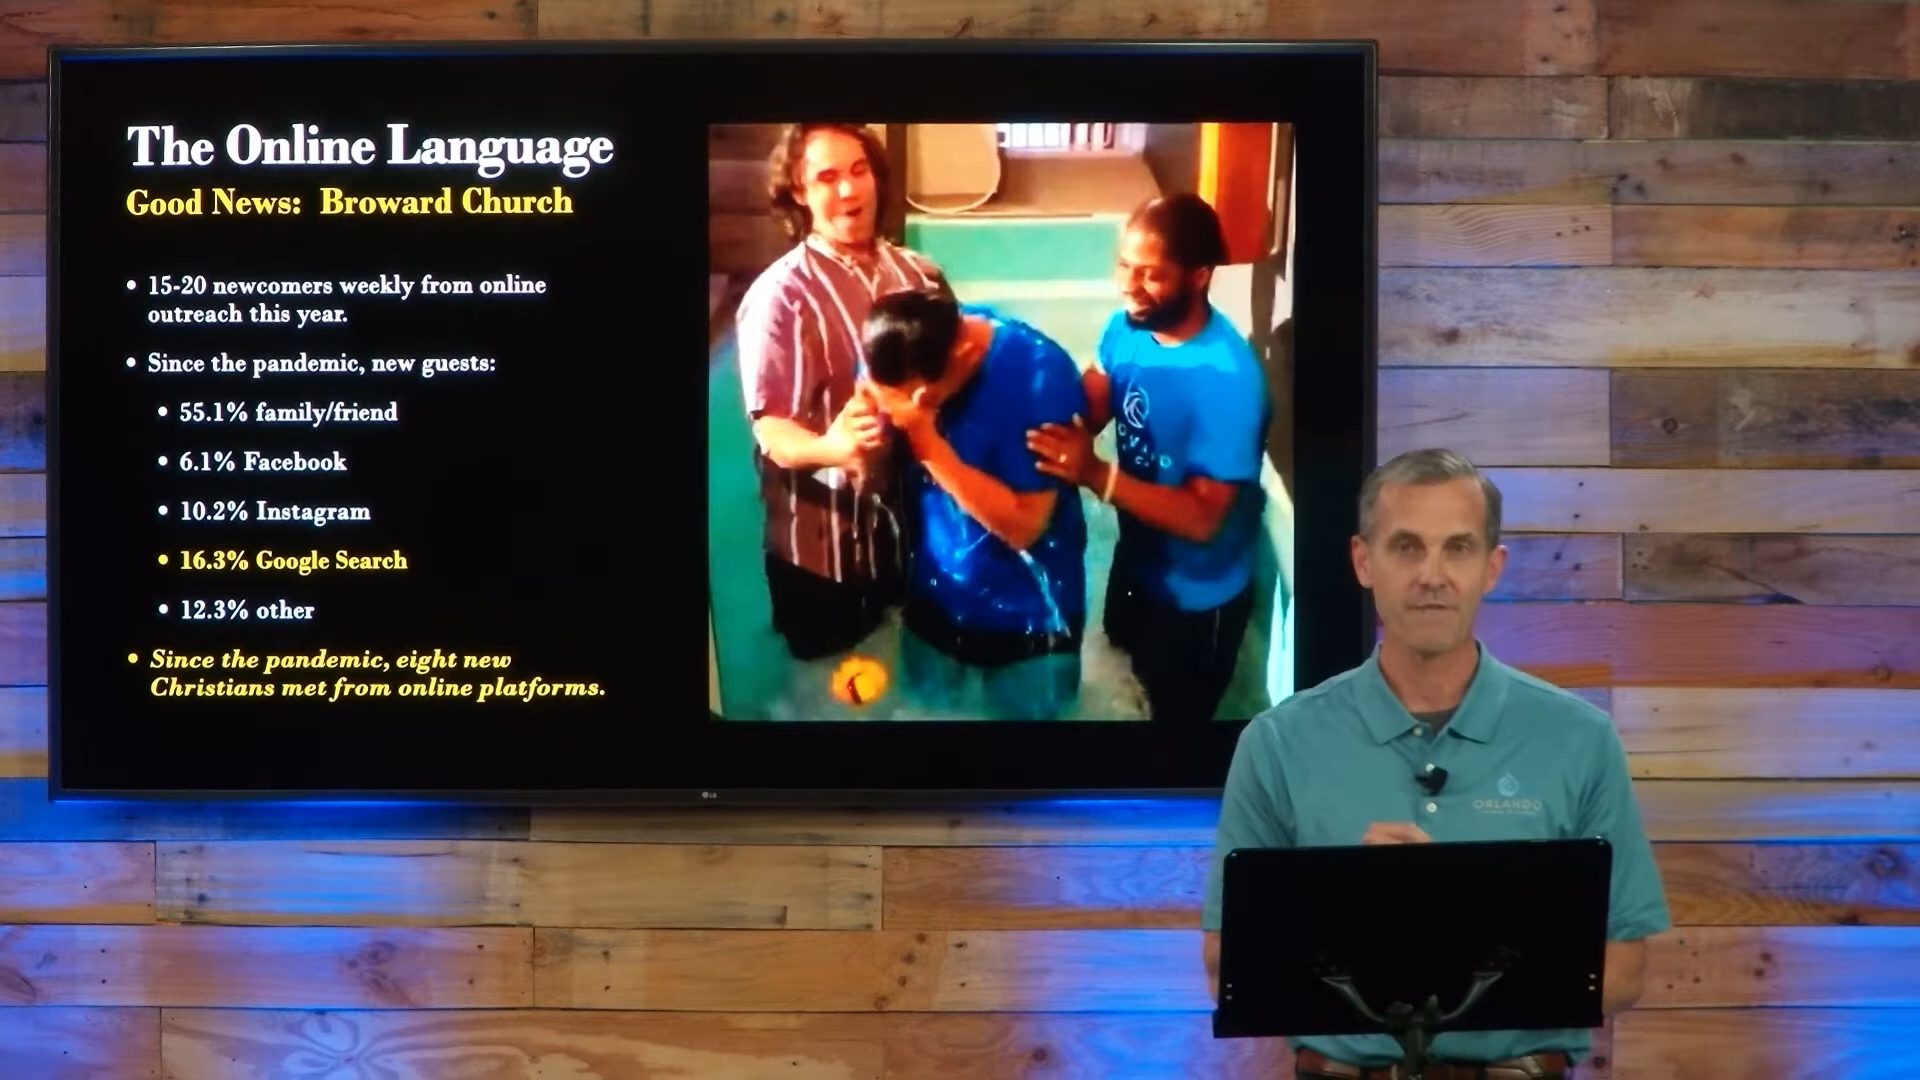 The Online Language
Good News: Broward Church
• 15-20 newcomers weekly from online
outreach this year.
• Since the pandemic, new guests:
• 55.1% family/friend
• 6.1% Facebook
• 10.2% Instagram
• 16.3% Google Search
• 12.3% other
• Since the pandemic, eight new
Christians met from online platforms.
LG
ORLANDO